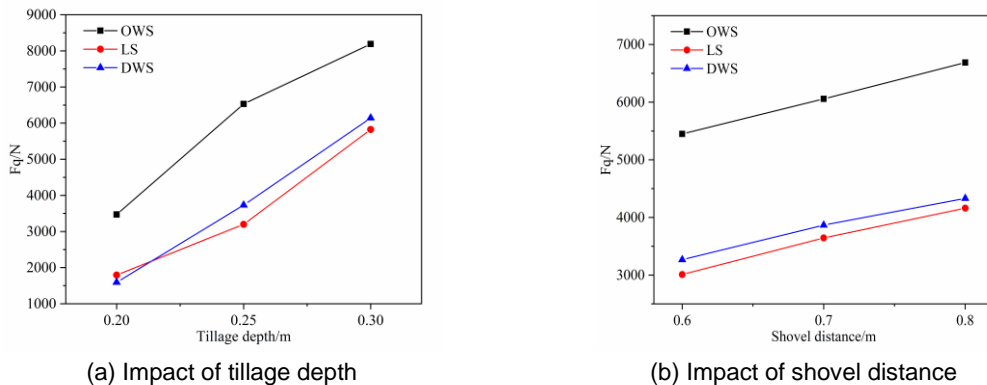 9000
8000
7000
6000
5000
4000
3000
2000
1000
Fq/N
OWS
LS
DWS
0.20
0.25
0.30
Tillage depth/m
(a) Impact of tillage depth
7000
6000
5000
4000
3000
Fq/N
OWS
LS
DWS
0.6
0.7
0.8
Shovel distance/m
(b) Impact of shovel distance